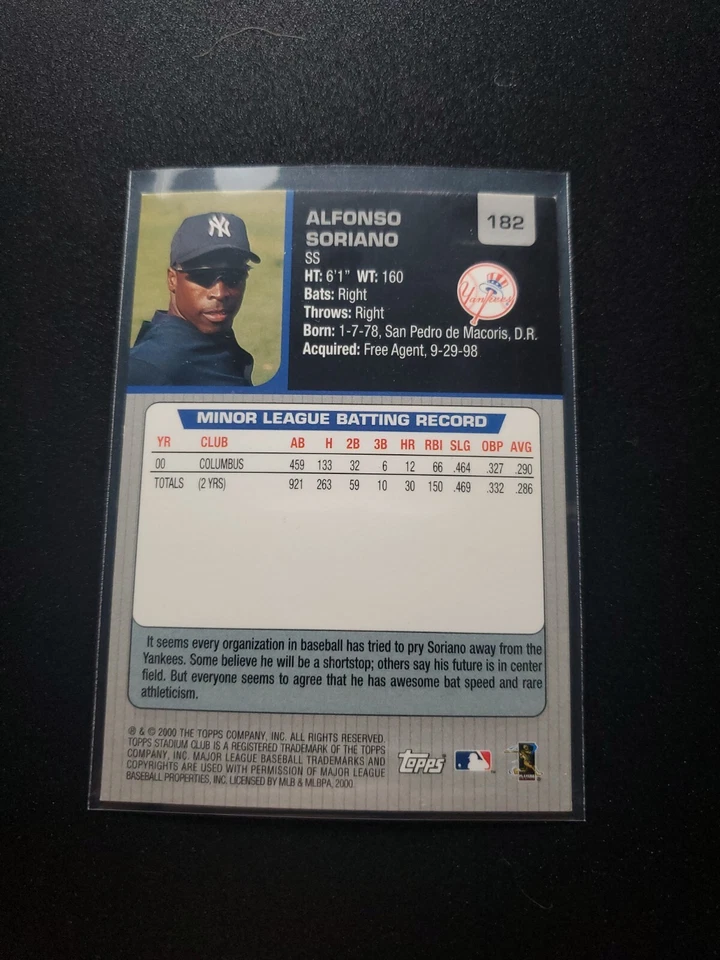 NY
ALFONSO
SORIANO
182
SS
HT: 6'1" WT: 160
Bats: Right
Throws: Right
Born: 1-7-78, San Pedro de Macoris, D.R.
Acquired: Free Agent, 9-29-98
Yankees
MINOR LEAGUE BATTING RECORD
YR CLUB AB H 2B 3B HR RBI SLG OBP AVG
00 COLUMBUS 459 133 32 6 12 66 .464 .327 .290
TOTALS (2 YRS) 921 263 59 10 30 150 .469 .332 .286
It seems every organization in baseball has tried to pry Soriano away from the
Yankees. Some believe he will be a shortstop; others say his future is in center
field. But everyone seems to agree that he has awesome bat speed and rare
athleticism.
® & © 2000 THE TOPPS COMPANY, INC. ALL RIGHTS RESERVED.
TOPPS STADIUM CLUB IS A REGISTERED TRADEMARK OF THE TOPPS
COMPANY, INC. MAJOR LEAGUE BASEBALL TRADEMARKS AND
COPYRIGHTS ARE USED WITH PERMISSION OF MAJOR LEAGUE
BASEBALL PROPERTIES, INC. LICENSED BY MLB & MLBPA, 2000.
topps